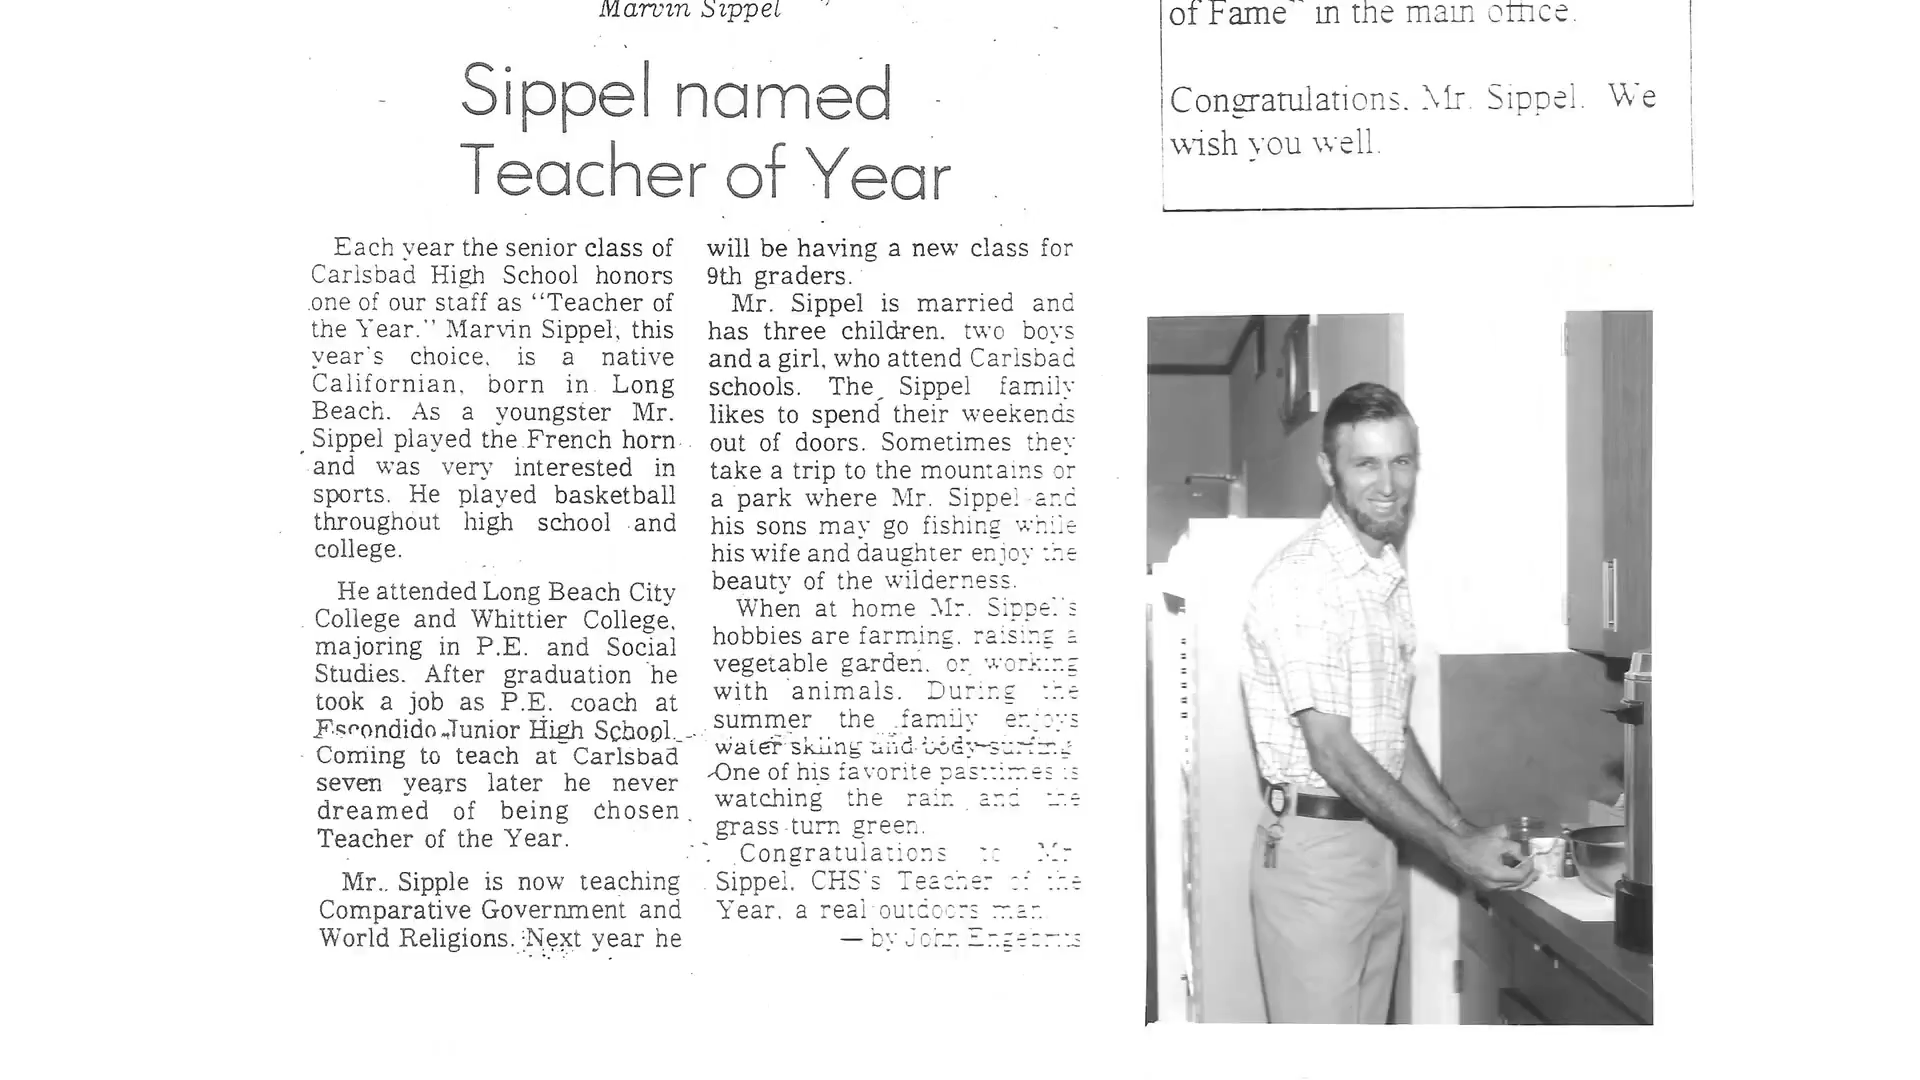 Marvin Sippel
Sippel named
Teacher of Year
Each year the senior class of
Carlsbad High School honors
one of our staff as "Teacher of
the Year." Marvin Sippel, this
year's choice, is a native
Californian, born in Long
Beach. As a youngster Mr.
Sippel played the French horn
and was very interested in
sports. He played basketball
throughout high school and
college.
He attended Long Beach City
College and Whittier College,
majoring in P.E. and Social
Studies. After graduation he
took a job as P.E. coach at
Escondido Junior High School.
Coming to teach at Carlsbad
seven years later he never
dreamed of being chosen
Teacher of the Year.
Mr. Sipple is now teaching
Comparative Government and
World Religions. Next year he
will be having a new class for
9th graders.
Mr. Sippel is married and
has three children, two boys
and a girl, who attend Carlsbad
schools. The Sippel family
likes to spend their weekends
out of doors. Sometimes they
take a trip to the mountains or
a park where Mr. Sippel and
his sons may go fishing while
his wife and daughter enjoy the
beauty of the wilderness.
When at home Mr. Sippel's
hobbies are farming, raising a
vegetable garden, or working
with animals. During the
summer the family enjoys
water skiing and body-surfing.
One of his favorite pasttimes is
watching the rain and the
grass turn green.
Congratulations to Mr.
Sippel, CHS's Teacher of the
Year, a real outdoors man.
— by John
of Fame" in the main office.
Congratulations, Mr. Sippel. We
wish you well.